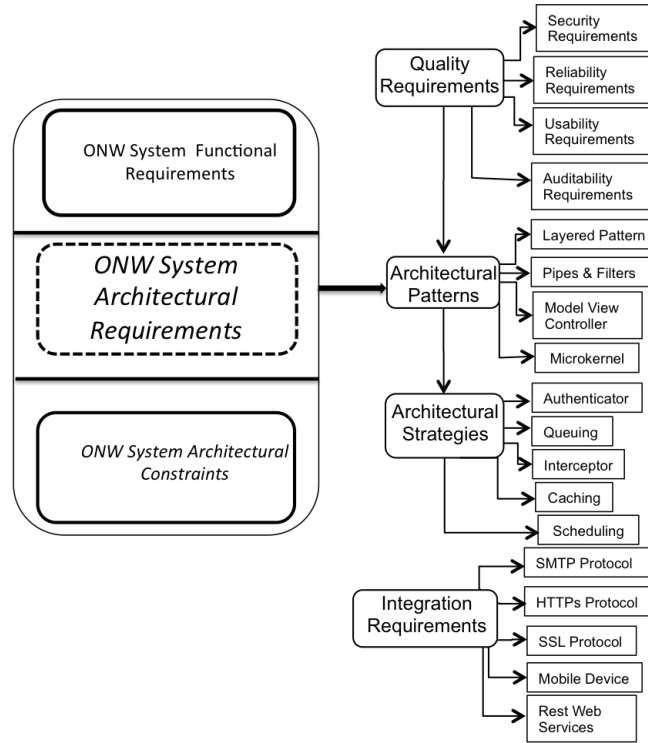 ONW System Functional
Requirements
ONW System
Architectural
Requirements
ONW System Architectural
Constraints
Quality
Requirements
Security
Requirements
Reliability
Requirements
Usability
Requirements
Auditability
Requirements
Architectural
Patterns
Layered Pattern
Pipes & Filters
Model View
Controller
Microkernel
Architectural
Strategies
Authenticator
Queuing
Interceptor
Caching
Scheduling
Integration
Requirements
SMTP Protocol
HTTPs Protocol
SSL Protocol
Mobile Device
Rest Web
Services